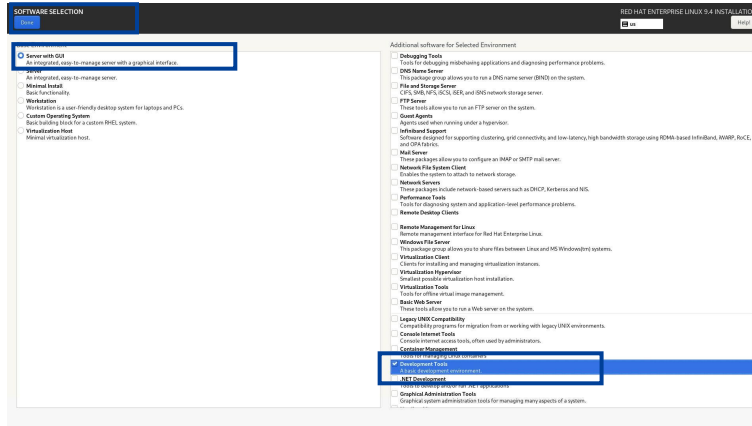 SOFTWARE SELECTION
Done
RED HAT ENTERPRISE LINUX 9.4 INSTALLATIO
us
Help!
Server with GUI
An integrated, easy-to-manage server with a graphical interface.
Server
An integrated, easy-to-manage server.
Minimal Install
Basic functionality.
Workstation
Workstation is a user-friendly desktop system for laptops and PCs.
Custom Operating System
Basic building block for a custom RHEL system.
Virtualization Host
Minimal virtualization host.
Additional software for Selected Environment
Debugging Tools
Tools for debugging misbehaving applications and diagnosing performance problems.
DNS Name Server
This package group allows you to run a DNS name server (BIND) on the system.
File and Storage Server
CIFS, SMB, NFS, iSCSI, iSER, and iSNS network storage server.
FTP Server
These tools allow you to run an FTP server on the system.
Guest Agents
Agents used when running under a hypervisor.
Infiniband Support
Software designed for supporting clustering, grid connectivity, and low-latency, high bandwidth storage using RDMA-based InfiniBand, iWARP, RoCE,
and OPA fabrics.
Mail Server
These packages allow you to configure an IMAP or SMTP mail server.
Network File System Client
Enables the system to attach to network storage.
Network Servers
These packages include network-based servers such as DHCP, Kerberos and NIS.
Performance Tools
Tools for diagnosing system and application-level performance problems.
Remote Desktop Clients
Remote Management for Linux
Remote management interface for Red Hat Enterprise Linux.
Windows File Server
This package group allows you to share files between Linux and MS Windows(tm) systems.
Virtualization Client
Clients for installing and managing virtualization instances.
Virtualization Hypervisor
Smallest possible virtualization host installation.
Virtualization Tools
Tools for offline virtual image management.
Basic Web Server
These tools allow you to run a Web server on the system.
Legacy UNIX Compatibility
Compatibility programs for migration from or working with legacy UNIX environments.
Console Internet Tools
Console internet access tools, often used by administrators.
Container Management
Tools for managing Linux containers
Development Tools
A basic development environment.
.NET Development
Tools to develop and/or run .NET applications
Graphical Administration Tools
Graphical system administration tools for managing many aspects of a system.